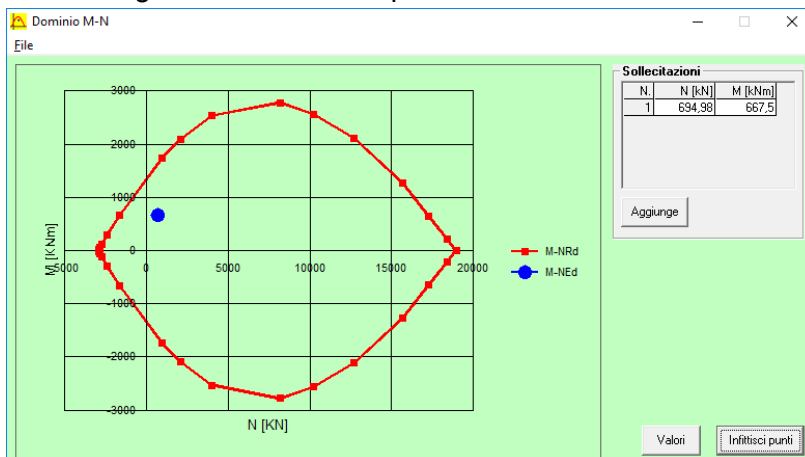 Dominio M-N
File
Sollecitazioni
N. N [kN] M [kNm]
1 694,98 667,5
Aggiunge
3000
2000
1000
0
-1000
-2000
-3000
M [KNm]
-5000 0 5000 10000 15000 20000
N [KN]
M-NRd
M-NEd
Valori
Infittisci punti